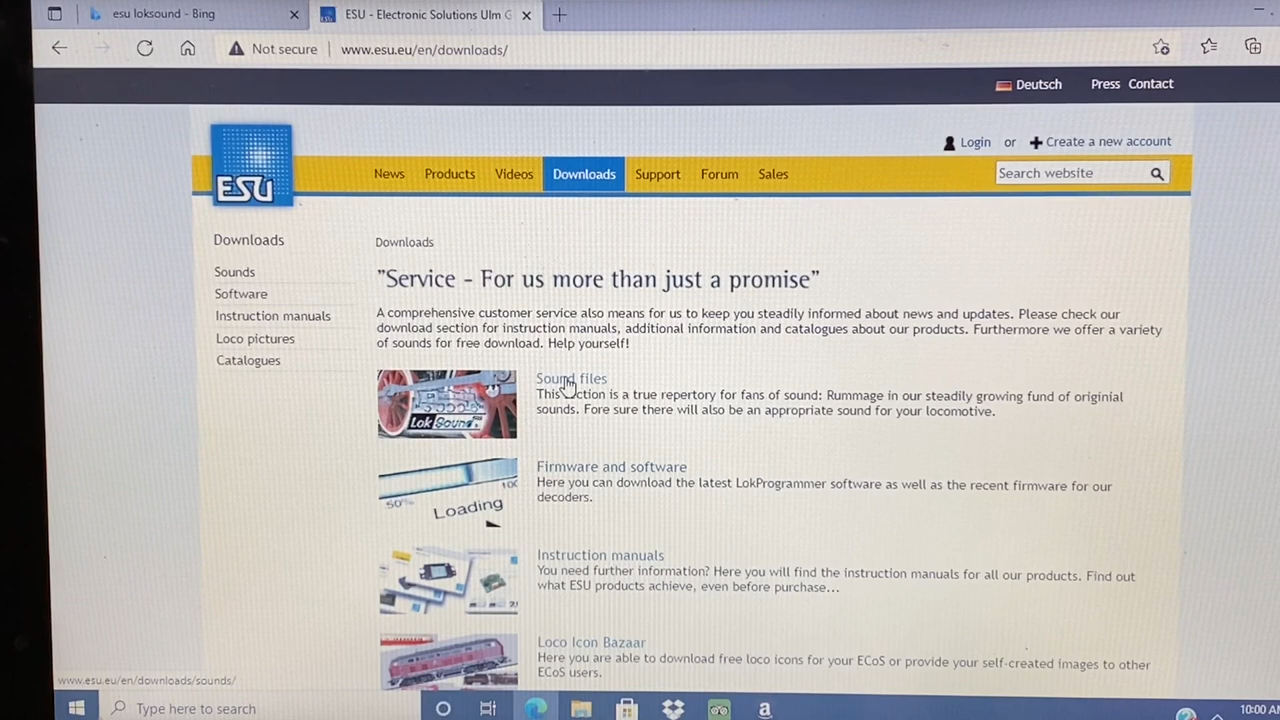 esu loksound - Bing
ESU - Electronic Solutions Ulm G
Not secure
www.esu.eu/en/downloads/
Deutsch Press Contact
Login or Create a new account
ESU
News Products Videos Downloads Support Forum Sales
Search website
Downloads
Sounds
Software
Instruction manuals
Loco pictures
Catalogues
Downloads
"Service - For us more than just a promise"
A comprehensive customer service also means for us to keep you steadily informed about news and updates. Please check our
download section for instruction manuals, additional information and catalogues about our products. Furthermore we offer a variety
of sounds for free download. Help yourself!
LokSound
Sound files
This section is a true repertory for fans of sound: Rummage in our steadily growing fund of originial
sounds. Fore sure there will also be an appropriate sound for your locomotive.
50% 100
Loading
Firmware and software
Here you can download the latest LokProgrammer software as well as the recent firmware for our
decoders.
Instruction manuals
You need further information? Here you will find the instruction manuals for all our products. Find out
what ESU products achieve, even before purchase...
Loco Icon Bazaar
Here you are able to download free loco icons for your ECoS or provide your self-created images to other
ECoS users.
www.esu.eu/en/downloads/sounds/
Type here to search
a
10:00 AM